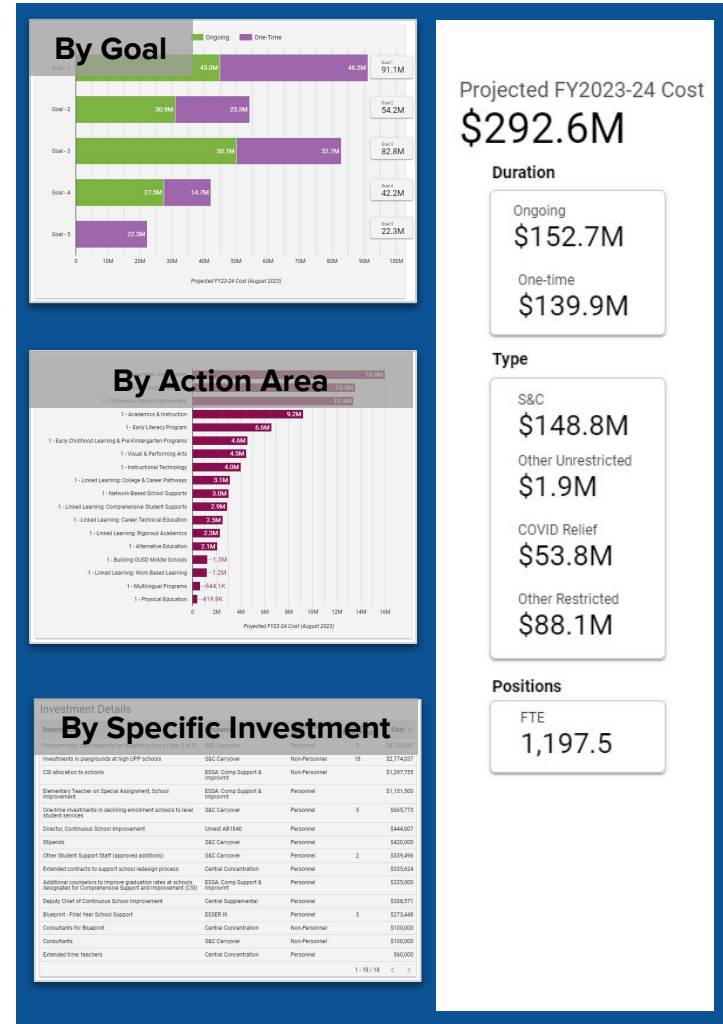 By Goal
Ongoing One-Time
45.0M 46.2M Goal 1 91.1M
Goal - 2 30.9M 23.3M Goal 2 54.2M
Goal - 3 50.1M 32.7M Goal 3 82.8M
Goal - 4 27.5M 14.7M Goal 4 42.2M
Goal - 5 22.3M Goal 5 22.3M
0 10M 20M 30M 40M 50M 60M 70M 80M 90M 100M
Projected FY23-24 Cost (August 2023)
By Action Area
16.0M
13.5M
1 - Continuous School Improvement 13.4M
1 - Academics & Instruction 9.2M
1 - Early Literacy Program 6.6M
1 - Early Childhood Learning & Pre-Kindergarten Programs 4.6M
1 - Visual & Performing Arts 4.5M
1 - Instructional Technology 4.0M
1 - Linked Learning: College & Career Pathways 3.1M
1 - Network-Based School Supports 3.0M
1 - Linked Learning: Comprehensive Student Supports 2.9M
1 - Linked Learning: Career Technical Education 2.5M
1 - Linked Learning: Rigorous Academics 2.3M
1 - Alternative Education 2.1M
1 - Building OUSD Middle Schools 1.3M
1 - Linked Learning: Work-Based Learning 1.2M
1 - Multilingual Programs 644.1K
1 - Physical Education 419.9K
0 2M 4M 6M 8M 10M 12M 14M 16M
Projected FY23-24 Cost (August 2023)
Investment Details
By Specific Investment
Cost
Programmatic supports for targeted schools (Year 2 of 3) S&C Carryover Personnel $4,720,547
Investments in playgrounds at high UPP schools S&C Carryover Non-Personnel 18 $2,774,037
CSI allocation to schools ESSA: Comp Support & Improvmt Non-Personnel $1,297,755
Elementary Teacher on Special Assignment, School Improvement ESSA: Comp Support & Improvmt Personnel $1,151,500
One-time investments in declining enrollment schools to level student services S&C Carryover Personnel 5 $665,773
Director, Continuous School Improvement Unrest AB1840 Personnel $444,007
Stipends S&C Carryover Personnel $420,000
Other Student Support Staff (approved additions) S&C Carryover Personnel 2 $339,496
Extended contracts to support school redesign process Central Concentration Personnel $335,624
Additional counselors to improve graduation rates at schools designated for Comprehensive Support and Improvement (CSI) ESSA: Comp Support & Improvmt Personnel $325,000
Deputy Chief of Continuous School Improvement Central Supplemental Personnel $308,571
Blueprint - Final Year School Support ESSER III Personnel 3 $273,448
Consultants for Blueprint Central Concentration Non-Personnel $100,000
Consultants S&C Carryover Non-Personnel $100,000
Extended time: teachers Central Concentration Personnel $60,000
1 - 18 / 18 < >
Projected FY2023-24 Cost
$292.6M
Duration
Ongoing
$152.7M
One-time
$139.9M
Type
S&C
$148.8M
Other Unrestricted
$1.9M
COVID Relief
$53.8M
Other Restricted
$88.1M
Positions
FTE
1,197.5